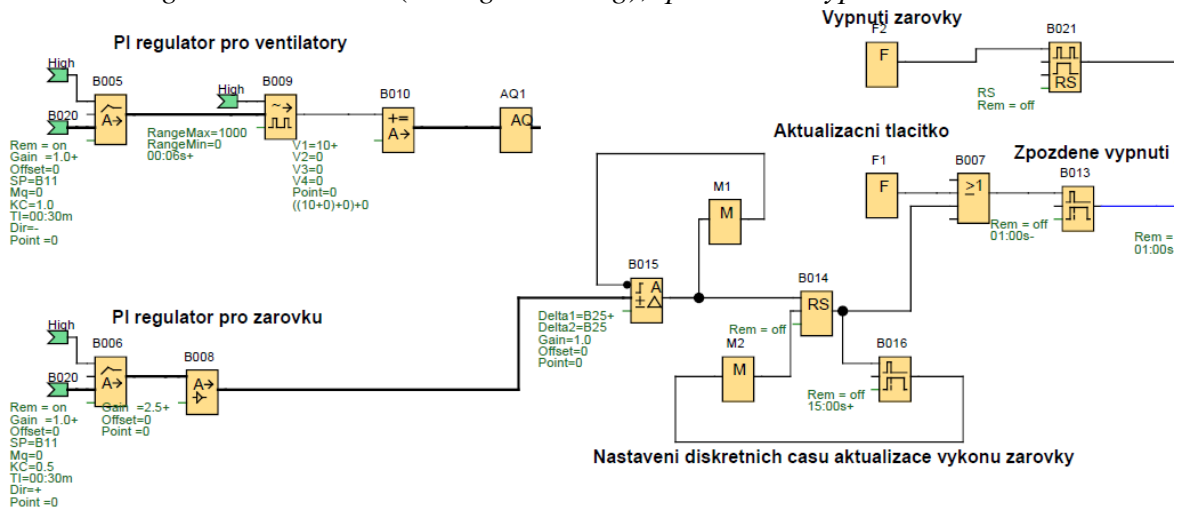 Vypnuti zarovky
F2
F
B021
RS
RS
Rem = off
PI regulator pro ventilatory
High
B005
A→
B020
Rem = on
Gain =1.0+
Offset=0
SP=B11
Mq=0
KC=1.0
TI=00:30m
Dir=-
Point =0
High
B009
RangeMax=1000
RangeMin=0
00:06s+
B010
+=
A→
V1=10+
V2=0
V3=0
V4=0
Point=0
((10+0)+0)+0
AQ1
AQ
Aktualizacni tlacitko
F1
F
B007
≥1
Zpozdene vypnuti
B013
Rem = off
01:00s-
Rem =
01:00s
M1
M
B015
A
±Δ
Delta1=B25+
Delta2=B25
Gain=1.0
Offset=0
Point=0
B014
RS
Rem = off
M2
M
B016
Rem = off
15:00s+
Nastaveni diskretnich casu aktualizace vykonu zarovky
PI regulator pro zarovku
High
B006
A→
B020
Rem = on
Gain =1.0+
Offset=0
SP=B11
Mq=0
KC=0.5
TI=00:30m
Dir=+
Point =0
B008
A→
Gain =2.5+
Offset=0
Point =0